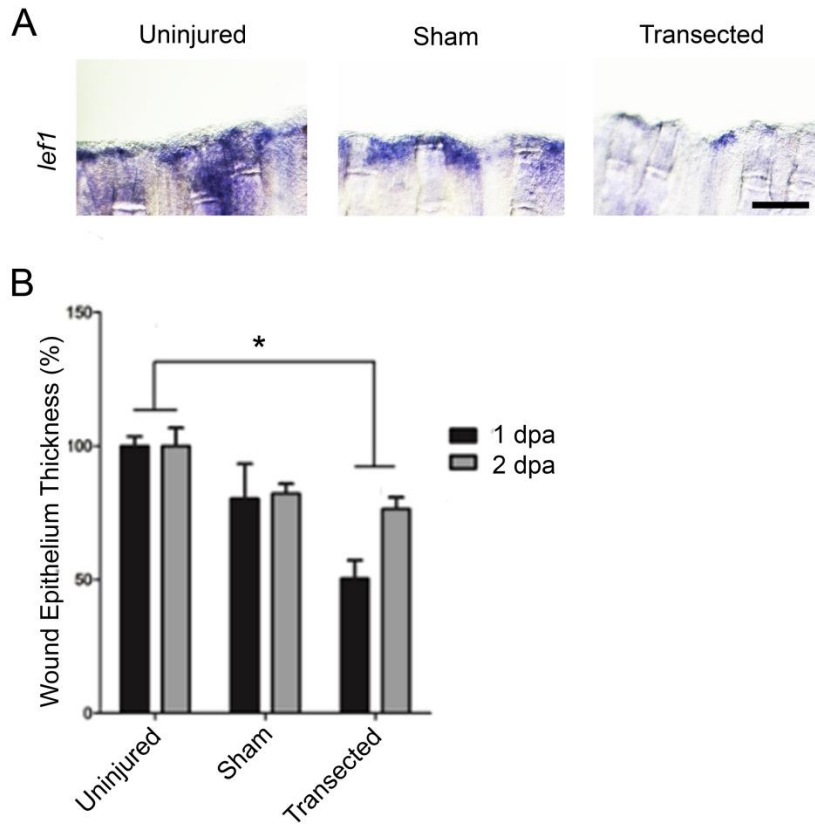 A
Uninjured Sham Transected
lef1
B
Wound Epithelium Thickness (%)
150
100
50
0
*
1 dpa
2 dpa
Uninjured
Sham
Transected